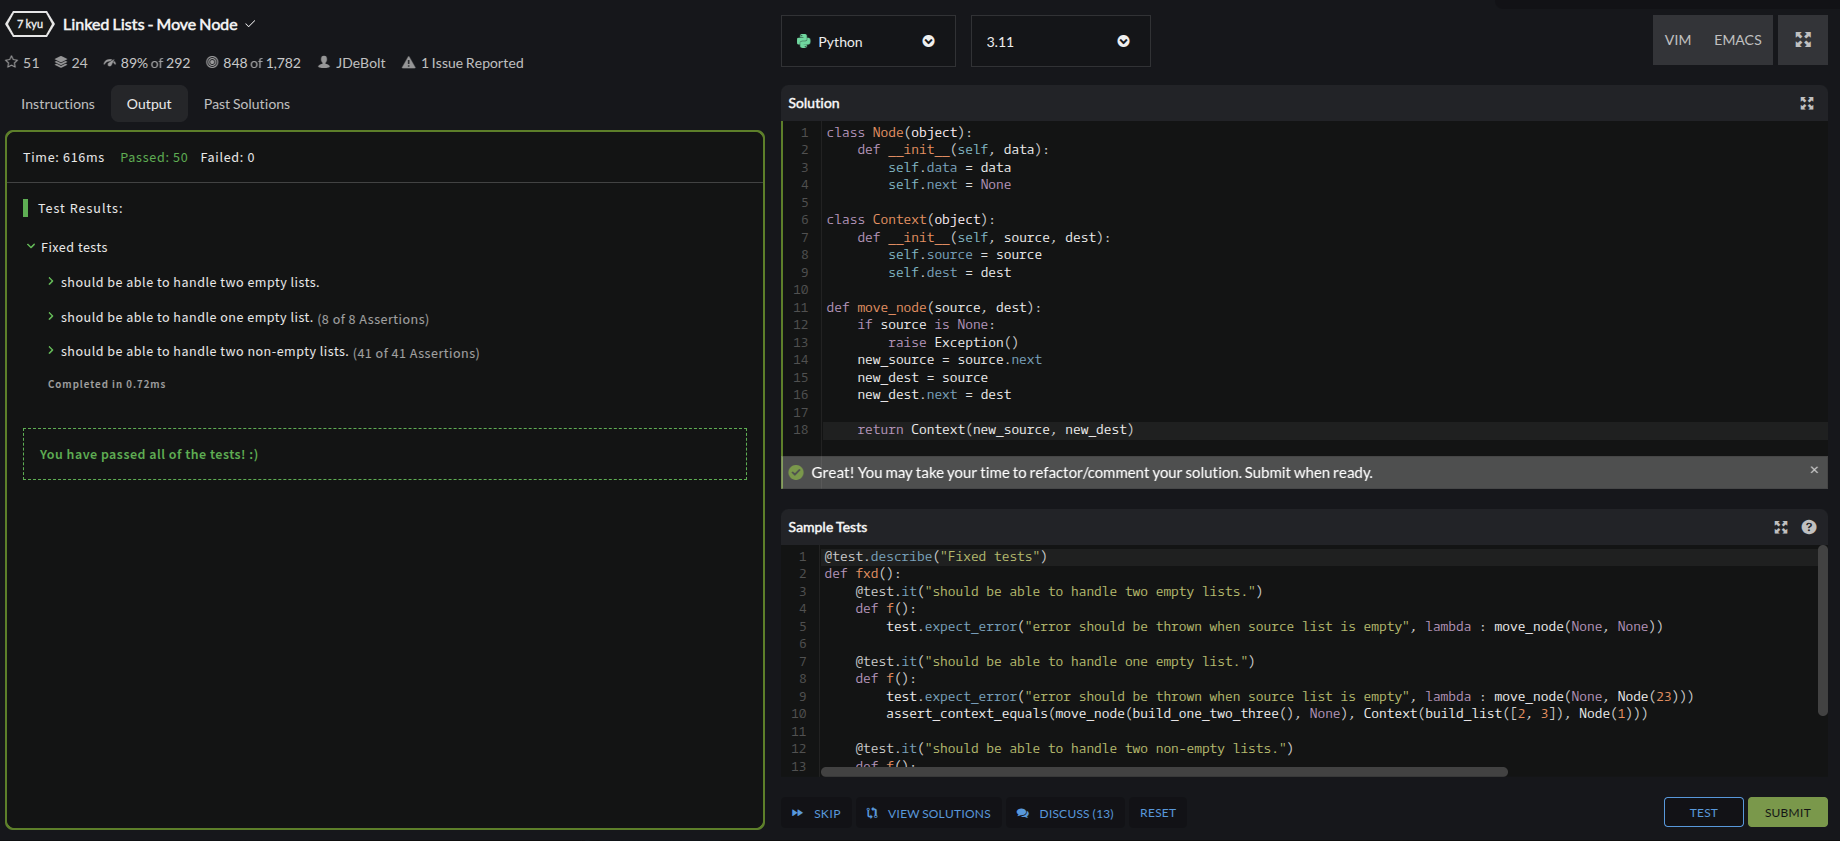 7 kyu Linked Lists - Move Node
51 24 89% of 292 848 of 1,782 JDeBolt 1 Issue Reported
Instructions Output Past Solutions
Time: 616ms Passed: 50 Failed: 0
Test Results:
Fixed tests
should be able to handle two empty lists.
should be able to handle one empty list. (8 of 8 Assertions)
should be able to handle two non-empty lists. (41 of 41 Assertions)
Completed in 0.72ms
You have passed all of the tests! :)
Python 3.11 VIM EMACS
Solution
1 class Node(object):
2     def __init__(self, data):
3         self.data = data
4         self.next = None
5
6 class Context(object):
7     def __init__(self, source, dest):
8         self.source = source
9         self.dest = dest
10
11 def move_node(source, dest):
12     if source is None:
13         raise Exception()
14     new_source = source.next
15     new_dest = source
16     new_dest.next = dest
17
18     return Context(new_source, new_dest)
Great! You may take your time to refactor/comment your solution. Submit when ready.
Sample Tests
1 @test.describe("Fixed tests")
2 def fxd():
3     @test.it("should be able to handle two empty lists.")
4     def f():
5         test.expect_error("error should be thrown when source list is empty", lambda : move_node(None, None))
6
7     @test.it("should be able to handle one empty list.")
8     def f():
9         test.expect_error("error should be thrown when source list is empty", lambda : move_node(None, Node(23)))
10         assert_context_equals(move_node(build_one_two_three(), None), Context(build_list([2, 3]), Node(1)))
11
12     @test.it("should be able to handle two non-empty lists.")
13     def f():
SKIP VIEW SOLUTIONS DISCUSS (13) RESET TEST SUBMIT